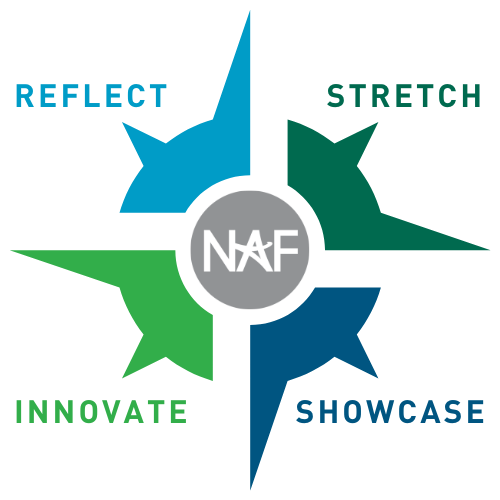 REFLECT
STRETCH
NAF
INNOVATE
SHOWCASE